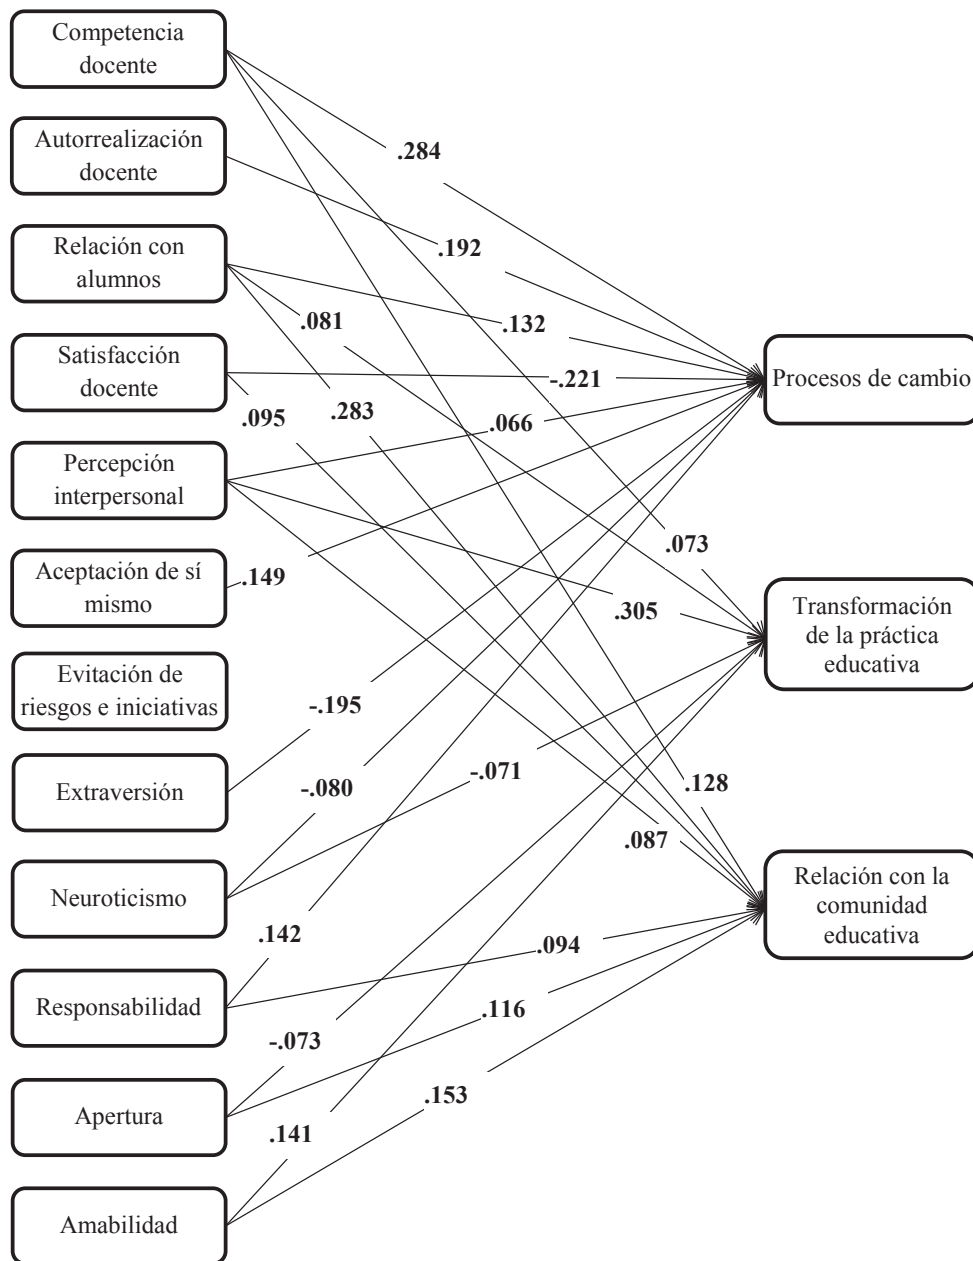 Competencia
docente
.284
Autorrealización
docente
.192
Relación con
alumnos
.081
.132
Satisfacción
docente
-.221
Procesos de cambio
.095
.283
.066
Percepción
interpersonal
.073
Aceptación de sí
mismo
.149
.305
Transformación
de la práctica
educativa
Evitación de
riesgos e iniciativas
-.195
Extraversión
-.080
-.071
.128
.087
Neuroticismo
Relación con la
comunidad
educativa
.142
.094
Responsabilidad
.116
-.073
Apertura
.153
.141
Amabilidad